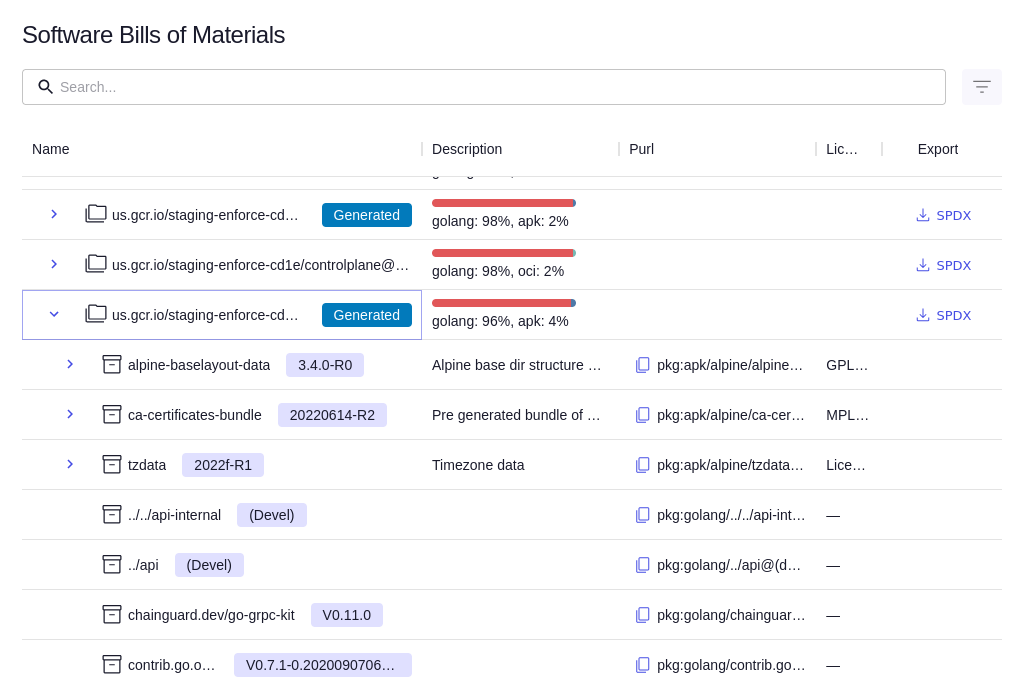 Software Bills of Materials
Search...
Name Description Purl Lic… Export
us.gcr.io/staging-enforce-cd… Generated golang: 98%, apk: 2% SPDX
us.gcr.io/staging-enforce-cd1e/controlplane@… golang: 98%, oci: 2% SPDX
us.gcr.io/staging-enforce-cd… Generated golang: 96%, apk: 4% SPDX
alpine-baselayout-data 3.4.0-R0 Alpine base dir structure … pkg:apk/alpine/alpine… GPL…
ca-certificates-bundle 20220614-R2 Pre generated bundle of … pkg:apk/alpine/ca-cer… MPL…
tzdata 2022f-R1 Timezone data pkg:apk/alpine/tzdata… Lice…
../../api-internal (Devel) pkg:golang/../../api-int… —
../api (Devel) pkg:golang/../api@(d… —
chainguard.dev/go-grpc-kit V0.11.0 pkg:golang/chainguar… —
contrib.go.o… V0.7.1-0.2020090706… pkg:golang/contrib.go… —